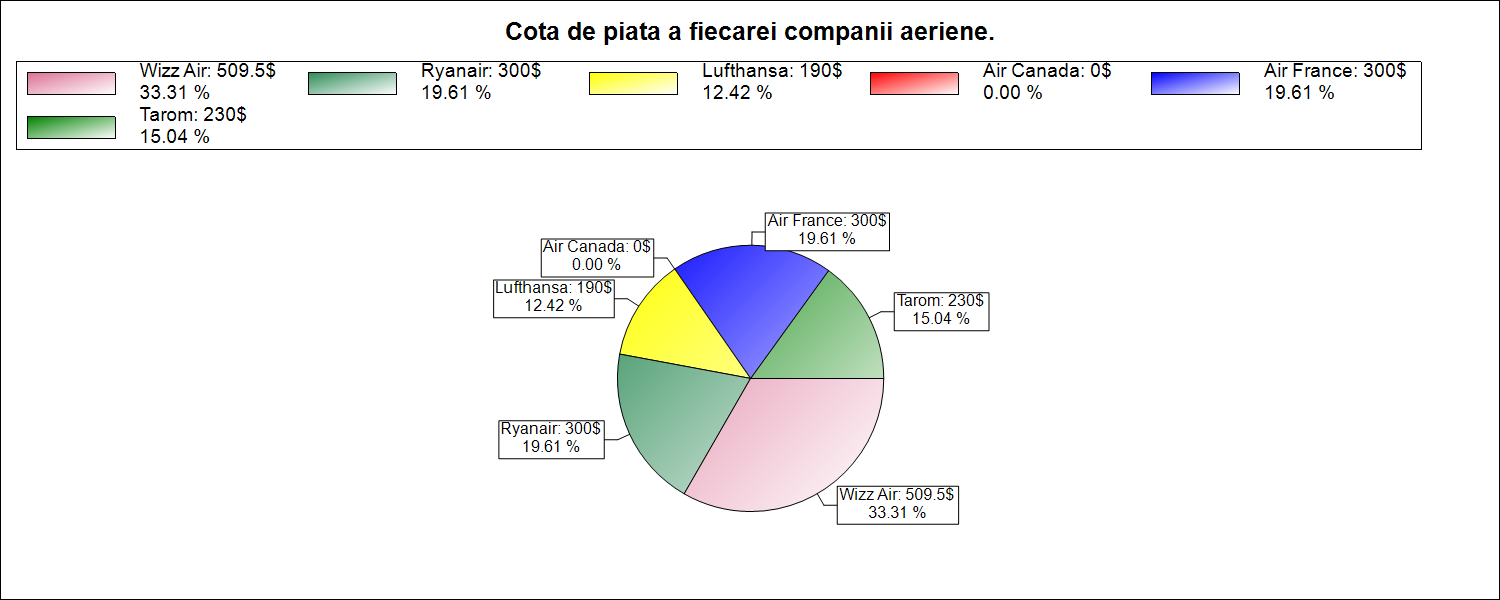 Cota de piata a fiecarei companii aeriene.
Wizz Air: 509.5$
33.31 %
Ryanair: 300$
19.61 %
Lufthansa: 190$
12.42 %
Air Canada: 0$
0.00 %
Air France: 300$
19.61 %
Tarom: 230$
15.04 %
Air France: 300$
19.61 %
Air Canada: 0$
0.00 %
Lufthansa: 190$
12.42 %
Tarom: 230$
15.04 %
Ryanair: 300$
19.61 %
Wizz Air: 509.5$
33.31 %